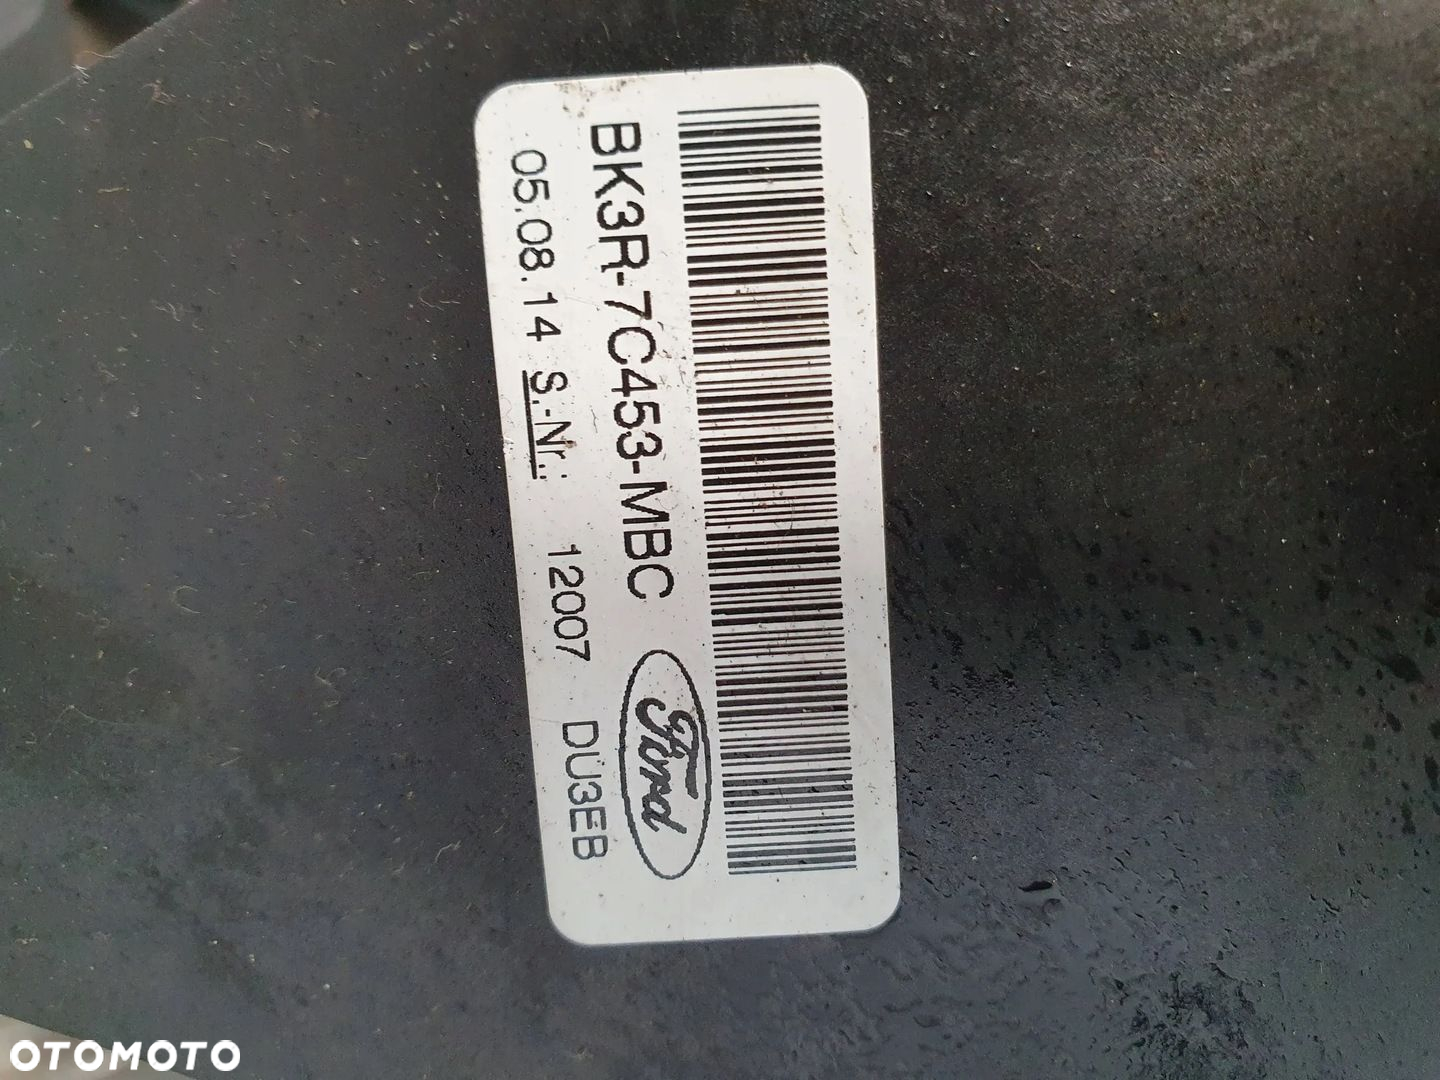 BK3R-7C453-MBC
Ford
05.08.14 S.-Nr.: 12007 DU3EB
OTOMOTO